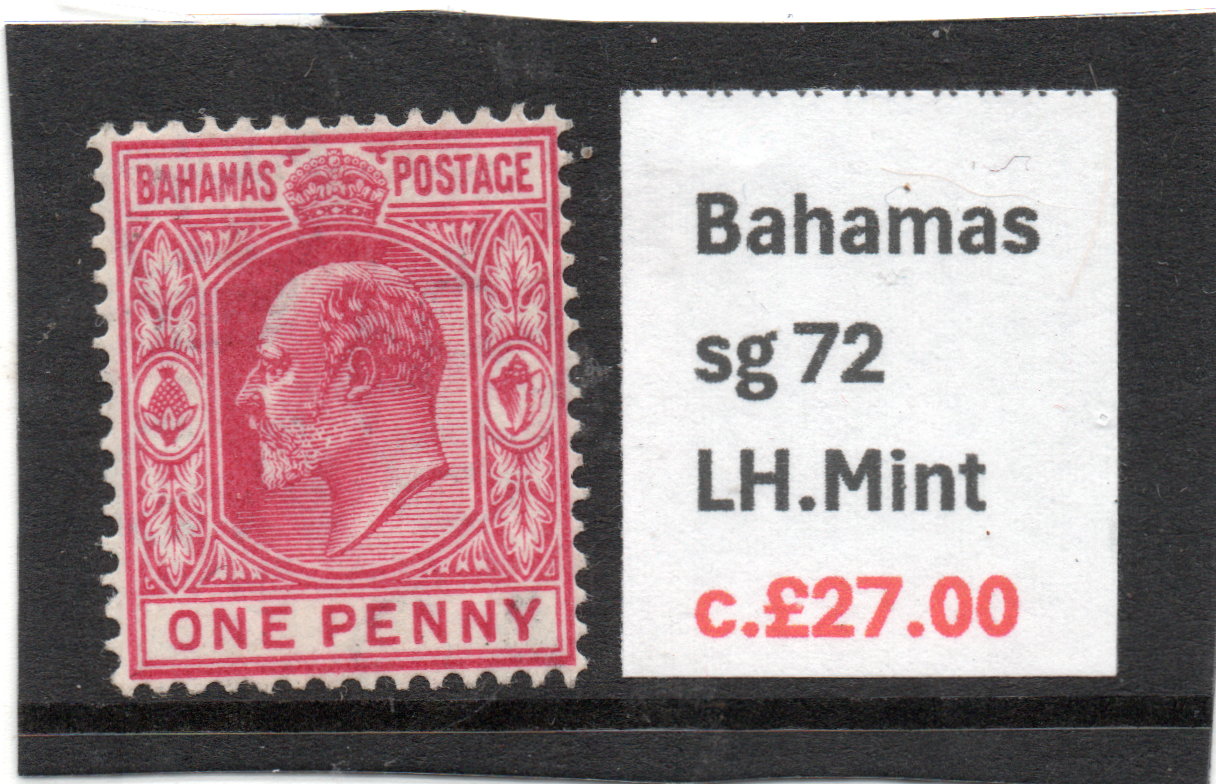 BAHAMAS POSTAGE
ONE PENNY
Bahamas
sg 72
LH.Mint
c.£27.00